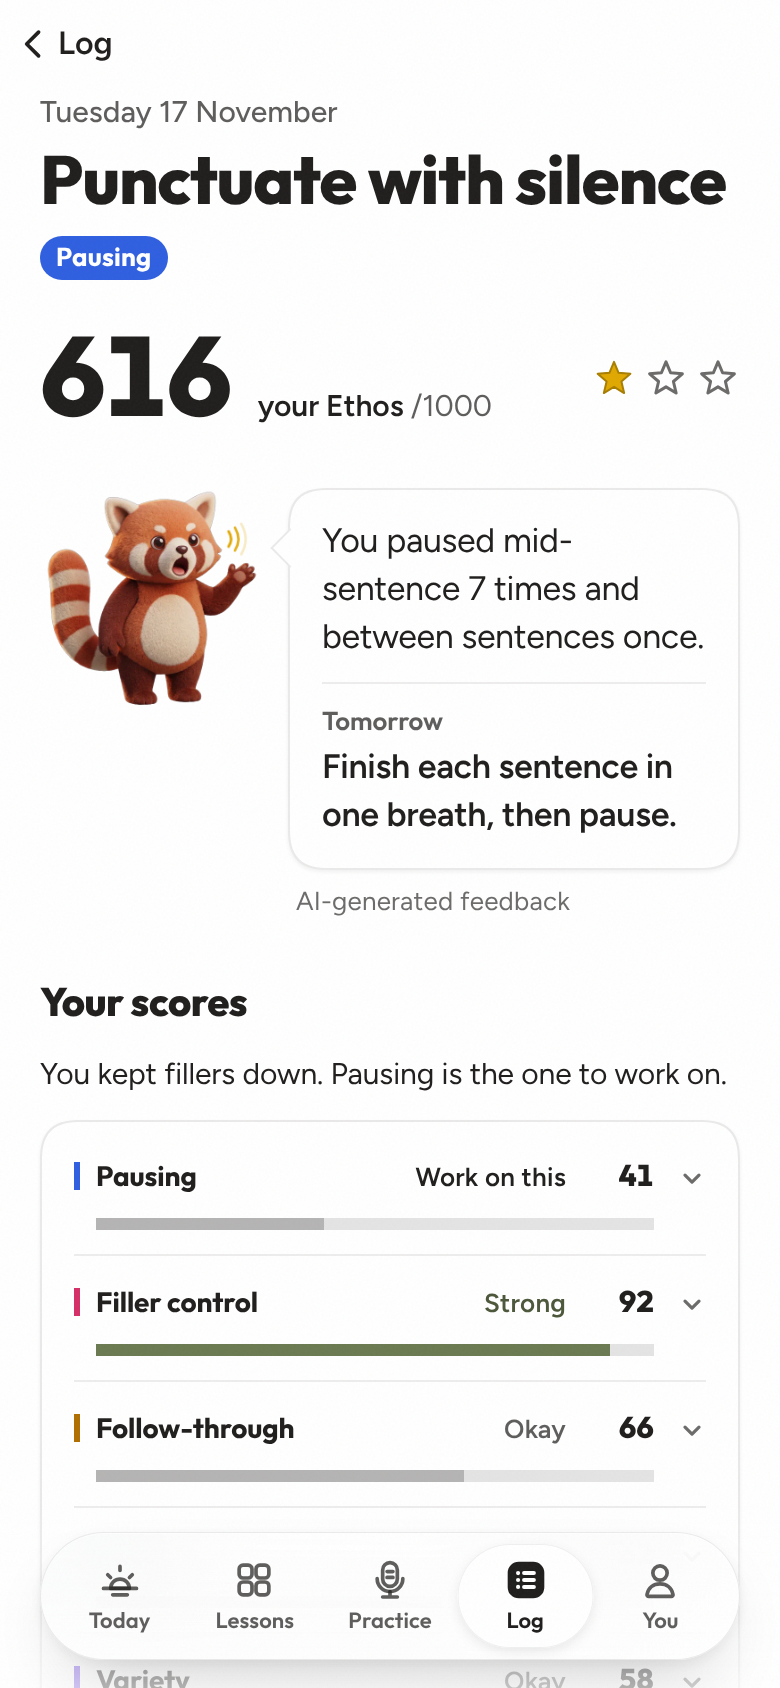 Log
Tuesday 17 November
Punctuate with silence
Pausing
616 your Ethos /1000
You paused mid-
sentence 7 times and
between sentences once.
Tomorrow
Finish each sentence in
one breath, then pause.
AI-generated feedback
Your scores
You kept fillers down. Pausing is the one to work on.
Pausing Work on this 41
Filler control Strong 92
Follow-through Okay 66
Today Lessons Practice Log You
Variety Okay 58